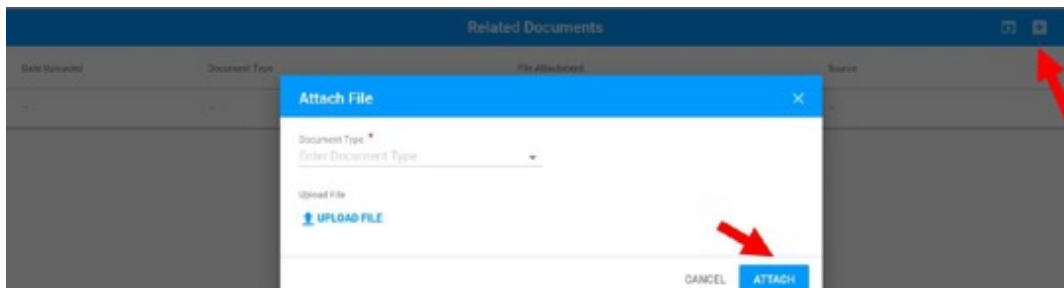 Related Documents
Date Uploaded Document Type File Attachment Source
Attach File
Document Type *
Enter Document Type
Upload File
UPLOAD FILE
CANCEL ATTACH